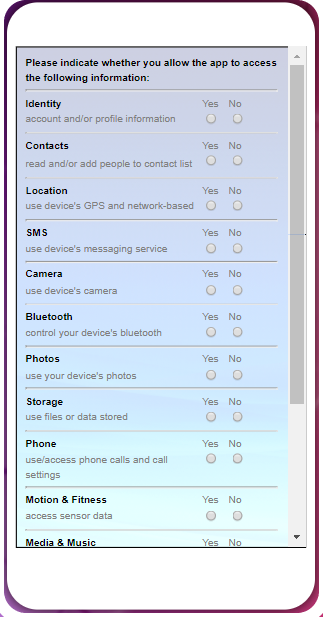 Please indicate whether you allow the app to access
the following information:
Identity Yes No
account and/or profile information
Contacts Yes No
read and/or add people to contact list
Location Yes No
use device's GPS and network-based
SMS Yes No
use device's messaging service
Camera Yes No
use device's camera
Bluetooth Yes No
control your device's bluetooth
Photos Yes No
use your device's photos
Storage Yes No
use files or data stored
Phone Yes No
use/access phone calls and call
settings
Motion & Fitness Yes No
access sensor data
Media & Music Yes No